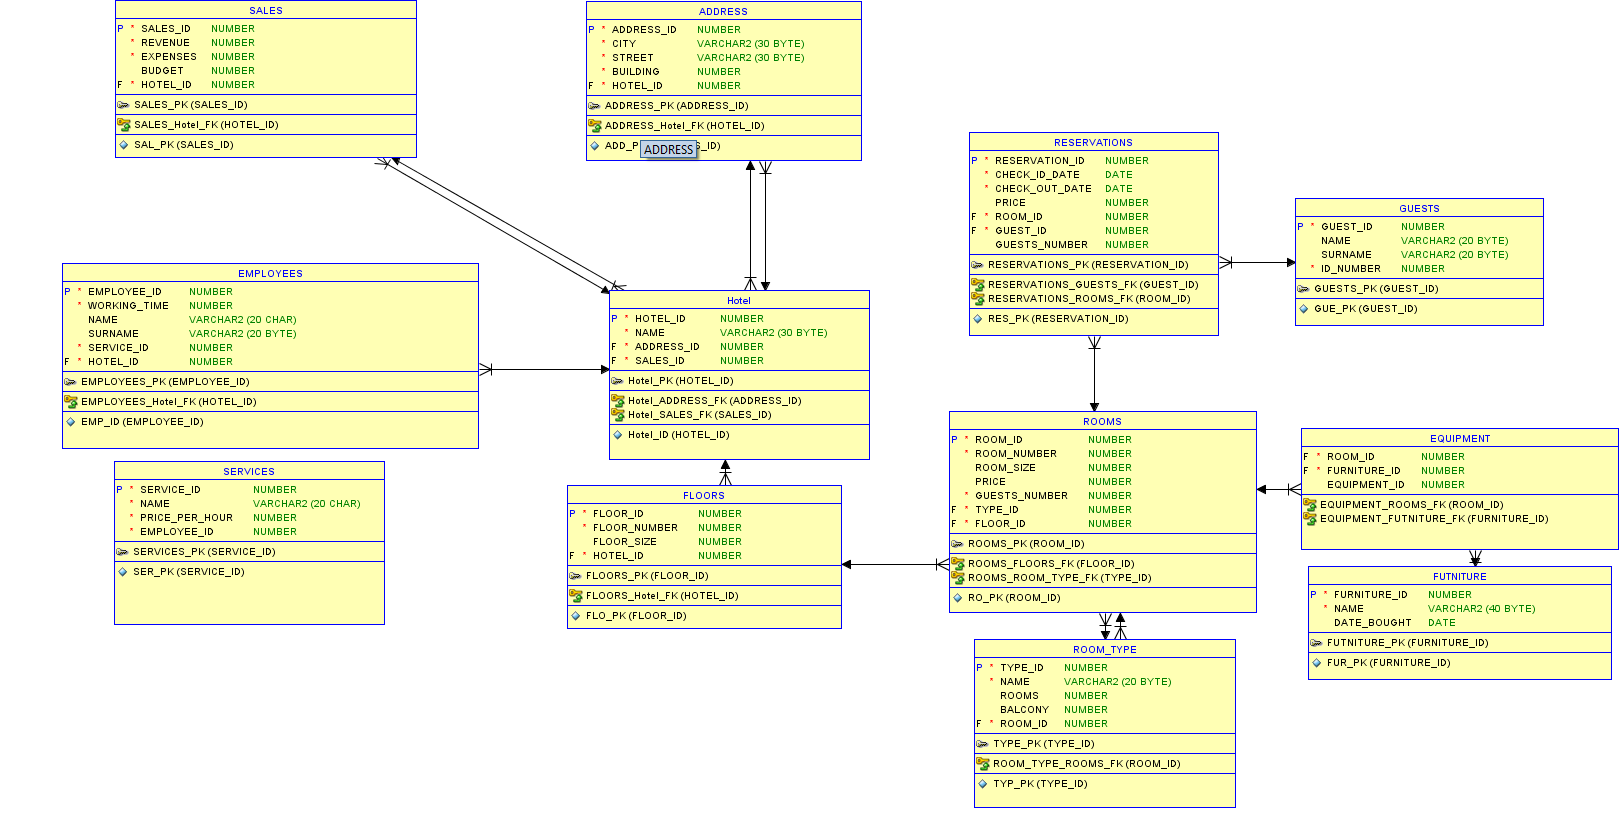 SALES
P * SALES_ID NUMBER
* REVENUE NUMBER
* EXPENSES NUMBER
BUDGET NUMBER
F * HOTEL_ID NUMBER
SALES_PK (SALES_ID)
SALES_Hotel_FK (HOTEL_ID)
SAL_PK (SALES_ID)
ADDRESS
P * ADDRESS_ID NUMBER
* CITY VARCHAR2 (30 BYTE)
* STREET VARCHAR2 (30 BYTE)
* BUILDING NUMBER
F * HOTEL_ID NUMBER
ADDRESS_PK (ADDRESS_ID)
ADDRESS_Hotel_FK (HOTEL_ID)
ADD_P S_ID)
ADDRESS
RESERVATIONS
P * RESERVATION_ID NUMBER
* CHECK_ID_DATE DATE
* CHECK_OUT_DATE DATE
PRICE NUMBER
F * ROOM_ID NUMBER
F * GUEST_ID NUMBER
GUESTS_NUMBER NUMBER
RESERVATIONS_PK (RESERVATION_ID)
RESERVATIONS_GUESTS_FK (GUEST_ID)
RESERVATIONS_ROOMS_FK (ROOM_ID)
RES_PK (RESERVATION_ID)
GUESTS
P * GUEST_ID NUMBER
NAME VARCHAR2 (20 BYTE)
SURNAME VARCHAR2 (20 BYTE)
* ID_NUMBER NUMBER
GUESTS_PK (GUEST_ID)
GUE_PK (GUEST_ID)
EMPLOYEES
P * EMPLOYEE_ID NUMBER
* WORKING_TIME NUMBER
NAME VARCHAR2 (20 CHAR)
SURNAME VARCHAR2 (20 BYTE)
* SERVICE_ID NUMBER
F * HOTEL_ID NUMBER
EMPLOYEES_PK (EMPLOYEE_ID)
EMPLOYEES_Hotel_FK (HOTEL_ID)
EMP_ID (EMPLOYEE_ID)
Hotel
P * HOTEL_ID NUMBER
* NAME VARCHAR2 (30 BYTE)
F * ADDRESS_ID NUMBER
F * SALES_ID NUMBER
Hotel_PK (HOTEL_ID)
Hotel_ADDRESS_FK (ADDRESS_ID)
Hotel_SALES_FK (SALES_ID)
Hotel_ID (HOTEL_ID)
SERVICES
P * SERVICE_ID NUMBER
* NAME VARCHAR2 (20 CHAR)
* PRICE_PER_HOUR NUMBER
* EMPLOYEE_ID NUMBER
SERVICES_PK (SERVICE_ID)
SER_PK (SERVICE_ID)
FLOORS
P * FLOOR_ID NUMBER
* FLOOR_NUMBER NUMBER
FLOOR_SIZE NUMBER
F * HOTEL_ID NUMBER
FLOORS_PK (FLOOR_ID)
FLOORS_Hotel_FK (HOTEL_ID)
FLO_PK (FLOOR_ID)
ROOMS
P * ROOM_ID NUMBER
* ROOM_NUMBER NUMBER
ROOM_SIZE NUMBER
PRICE NUMBER
* GUESTS_NUMBER NUMBER
F * TYPE_ID NUMBER
F * FLOOR_ID NUMBER
ROOMS_PK (ROOM_ID)
ROOMS_FLOORS_FK (FLOOR_ID)
ROOMS_ROOM_TYPE_FK (TYPE_ID)
RO_PK (ROOM_ID)
EQUIPMENT
F * ROOM_ID NUMBER
F * FURNITURE_ID NUMBER
EQUIPMENT_ID NUMBER
EQUIPMENT_ROOMS_FK (ROOM_ID)
EQUIPMENT_FUTNITURE_FK (FURNITURE_ID)
FUTNITURE
P * FURNITURE_ID NUMBER
* NAME VARCHAR2 (40 BYTE)
DATE_BOUGHT DATE
FUTNITURE_PK (FURNITURE_ID)
FUR_PK (FURNITURE_ID)
ROOM_TYPE
P * TYPE_ID NUMBER
* NAME VARCHAR2 (20 BYTE)
ROOMS NUMBER
BALCONY NUMBER
F * ROOM_ID NUMBER
TYPE_PK (TYPE_ID)
ROOM_TYPE_ROOMS_FK (ROOM_ID)
TYP_PK (TYPE_ID)